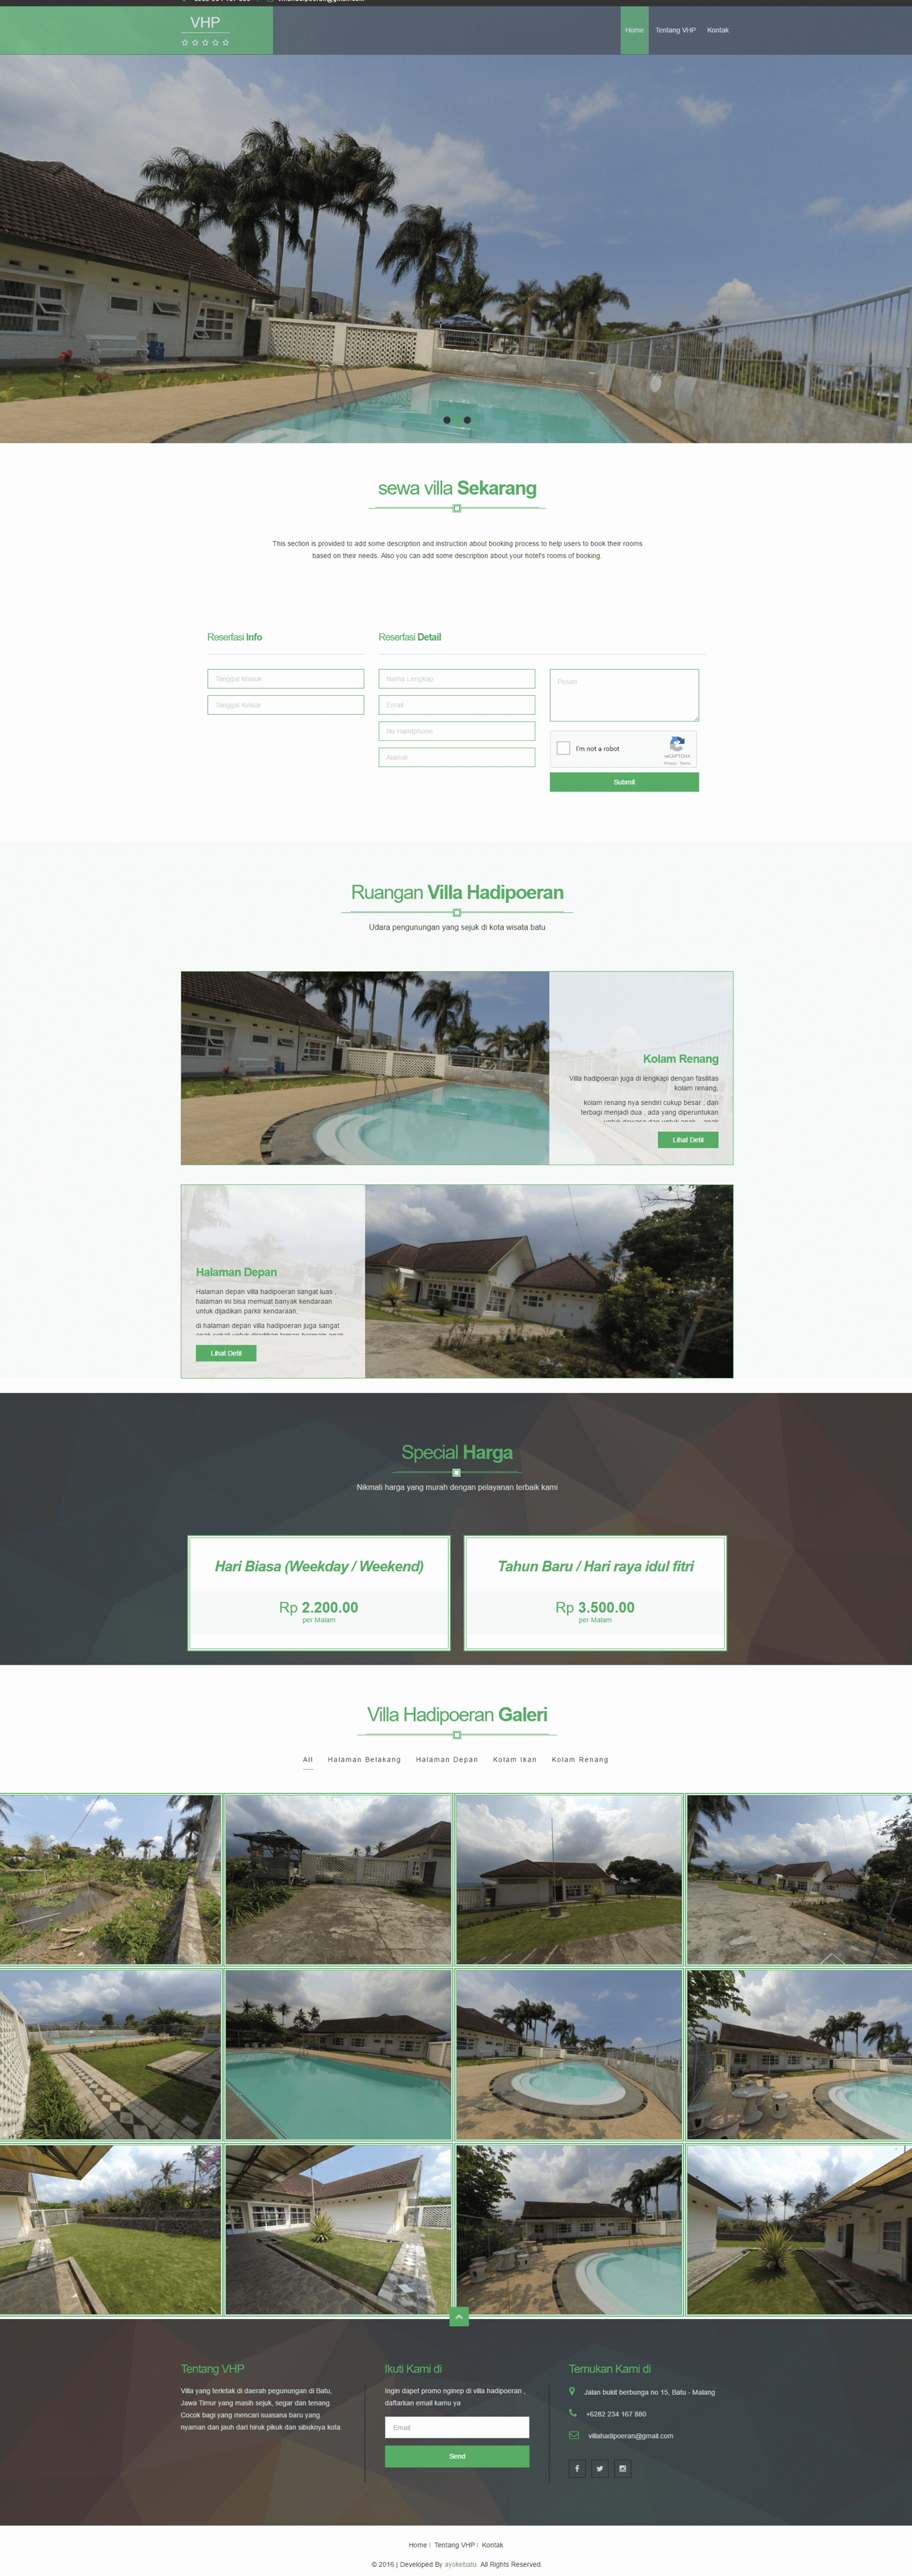 VHP
Home
Tentang VHP
Kontak
sewa villa Sekarang
This section is provided to add some description and instruction about booking process to help users to book their rooms
based on their needs. Also you can add some description about your hotel's rooms of booking.
Reserfasi Info
Reserfasi Detail
Tanggal Masuk
Tanggal Keluar
Nama Lengkap
Email
No Handphone
Alamat
Pesan
I'm not a robot
reCAPTCHA
Privacy - Terms
Submit
Ruangan Villa Hadipoeran
Udara pengunungan yang sejuk di kota wisata batu
Kolam Renang
Villa hadipoeran juga di lengkapi dengan fasilitas
kolam renang,
kolam renang nya sendiri cukup besar , dan
terbagi menjadi dua , ada yang diperuntukan
Lihat Detil
Halaman Depan
Halaman depan villa hadipoeran sangat luas ,
halaman ini bisa memuat banyak kendaraan
untuk dijadikan parkir kendaraan,
di halaman depan villa hadipoeran juga sangat
Lihat Detil
Special Harga
Nikmati harga yang murah dengan pelayanan terbaik kami
Hari Biasa (Weekday / Weekend)
Rp 2.200.00
per Malam
Tahun Baru / Hari raya idul fitri
Rp 3.500.00
per Malam
Villa Hadipoeran Galeri
All
Halaman Belakang
Halaman Depan
Kolam Ikan
Kolam Renang
Tentang VHP
Villa yang terletak di daerah pegunungan di Batu,
Jawa Timur yang masih sejuk, segar dan tenang.
Cocok bagi yang mencari suasana baru yang
nyaman dan jauh dari hiruk pikuk dan sibuknya kota.
Ikuti Kami di
Ingin dapet promo nginep di villa hadipoeran ,
daftarkan email kamu ya
Email
Send
Temukan Kami di
Jalan bukit berbunga no 15, Batu - Malang
+6282 234 167 880
villahadipoeran@gmail.com
Home | Tentang VHP | Kontak
© 2016 | Developed By ayokebatu. All Rights Reserved.